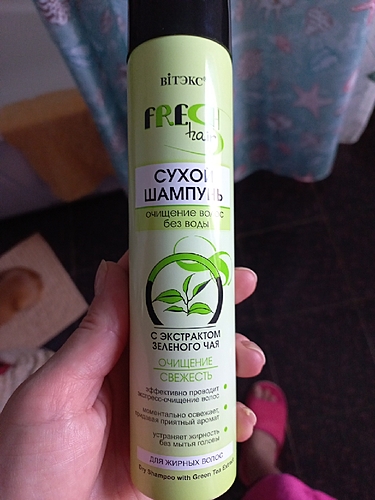 ВIТЭКС®
FRESH
hair
СУХОЙ
ШАМПУНЬ
ОЧИЩЕНИЕ ВОЛОС
БЕЗ ВОДЫ
С ЭКСТРАКТОМ
ЗЕЛЕНОГО ЧАЯ
ОЧИЩЕНИЕ
СВЕЖЕСТЬ
эффективно проводит
экспресс-очищение волос
моментально освежает,
придавая приятный аромат
устраняет жирность
без мытья головы
ДЛЯ ЖИРНЫХ ВОЛОС
Dry Shampoo with Green Tea Extract